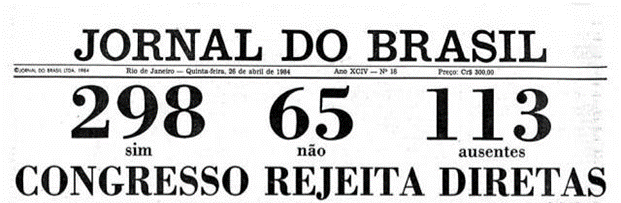 JORNAL DO BRASIL
©JORNAL DO BRASIL LTDA. 1984 Rio de Janeiro — Quinta-feira, 26 de abril de 1984 Ano XCIV — Nº 18 Preço: Cr$ 300,00
298 65 113
sim não ausentes
CONGRESSO REJEITA DIRETAS